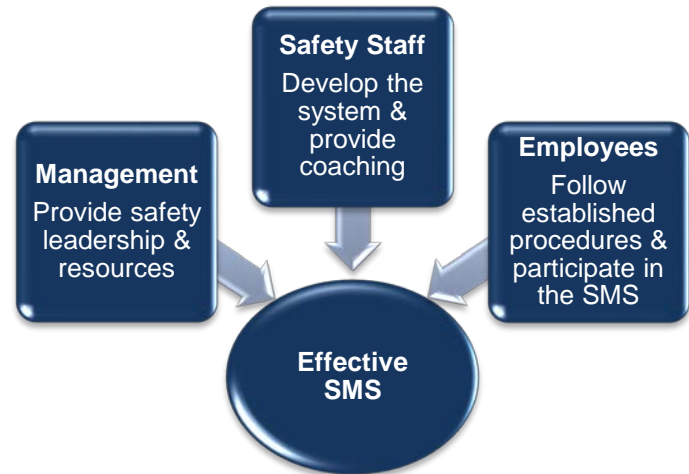 Safety Staff
Develop the
system &
provide
coaching
Management
Provide safety
leadership &
resources
Employees
Follow
established
procedures &
participate in
the SMS
Effective
SMS